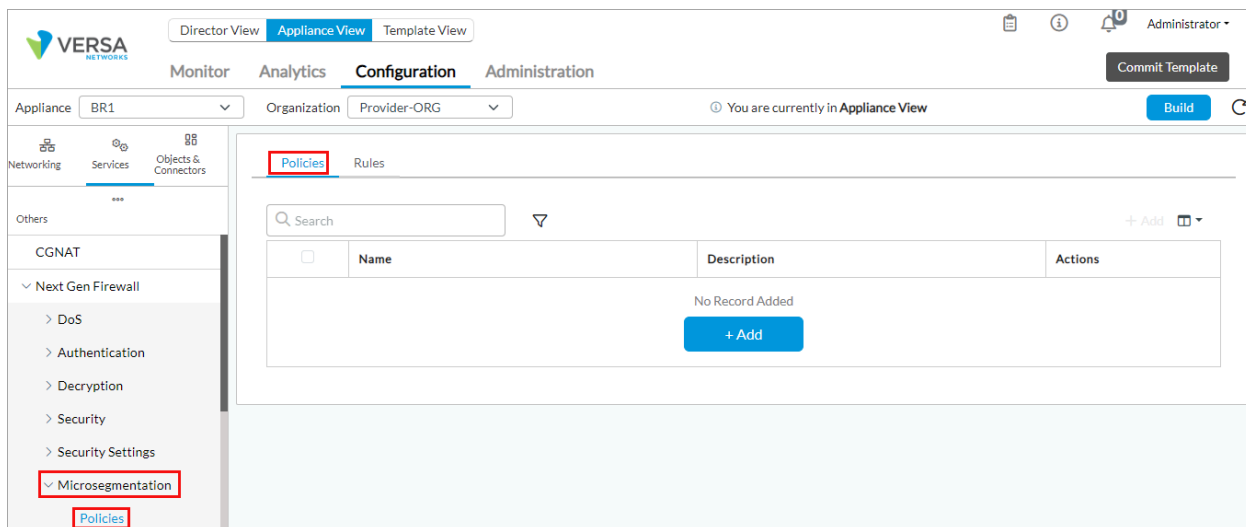 VERSA
NETWORKS
Director View Appliance View Template View
0
Administrator
Monitor Analytics Configuration Administration
Commit Template
Appliance BR1 Organization Provider-ORG You are currently in Appliance View Build
Networking Services Objects & Connectors
Others
Policies Rules
Search
+ Add
Name Description Actions
No Record Added
+ Add
CGNAT
Next Gen Firewall
DoS
Authentication
Decryption
Security
Security Settings
Microsegmentation
Policies